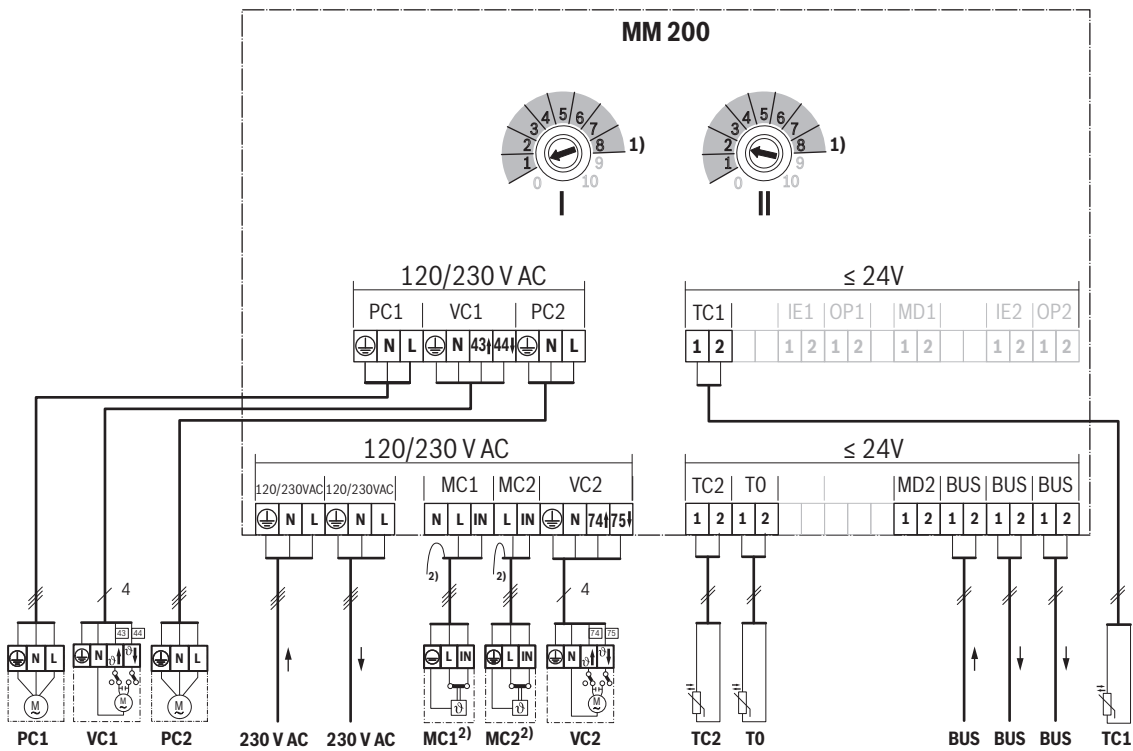 MM 200
4 5 6
3 7
2 8 1)
1 9
0 10
I
4 5 6
3 7
2 8 1)
1 9
0 10
II
120/230 V AC
≤ 24V
PC1 VC1 PC2
TC1 IE1 OP1 MD1 IE2 OP2
N L N 43 44 N L
1 2 1 2 1 2 1 2 1 2 1 2
120/230 V AC
≤ 24V
120/230VAC 120/230VAC MC1 MC2 VC2
TC2 T0 MD2 BUS BUS BUS
N L N L N L IN L IN N 74 75
1 2 1 2 1 2 1 2 1 2 1 2
2) 2)
4 4
43 44 74 75
N L N ϑ ϑ N L L IN L IN N ϑ ϑ
M ~ M ~ M ~ ϑ ϑ M ~
PC1 VC1 PC2 230 V AC 230 V AC MC1²⁾ MC2²⁾ VC2 TC2 T0 BUS BUS BUS TC1